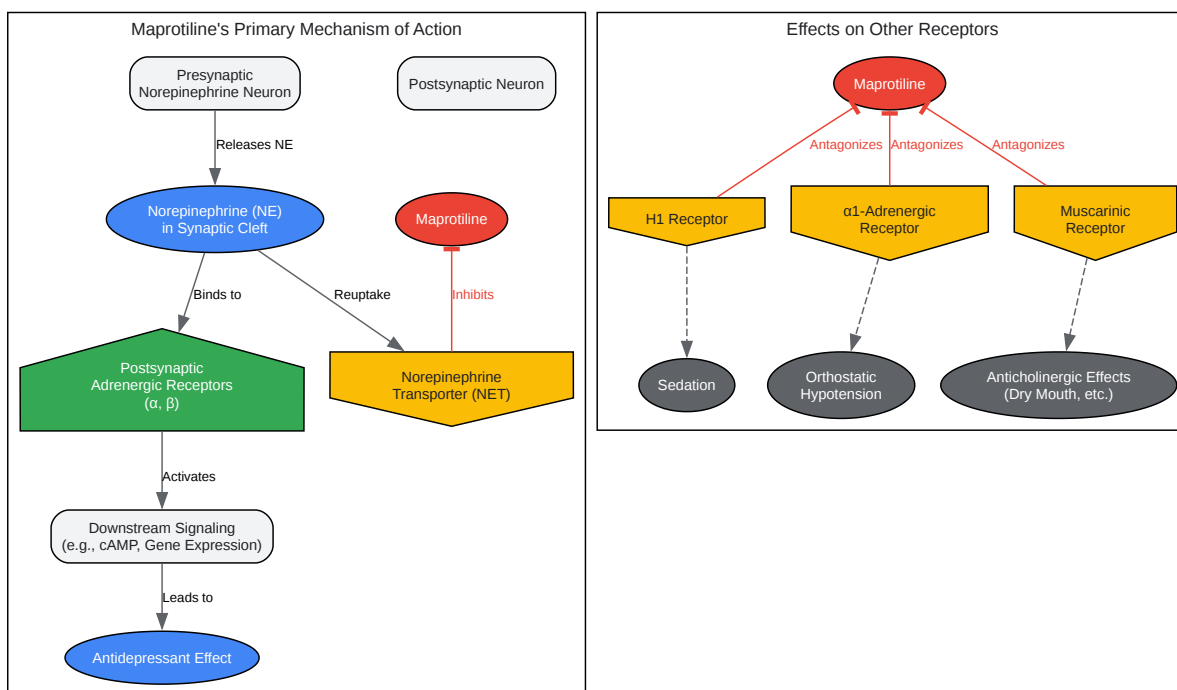 Maprotiline's Primary Mechanism of Action
Presynaptic
Norepinephrine Neuron
Postsynaptic Neuron
Releases NE
Norepinephrine (NE)
in Synaptic Cleft
Maprotiline
Binds to
Reuptake
Inhibits
Postsynaptic
Adrenergic Receptors
(α, β)
Norepinephrine
Transporter (NET)
Activates
Downstream Signaling
(e.g., cAMP, Gene Expression)
Leads to
Antidepressant Effect
Effects on Other Receptors
Maprotiline
Antagonizes
Antagonizes
Antagonizes
H1 Receptor
α1-Adrenergic
Receptor
Muscarinic
Receptor
Sedation
Orthostatic
Hypotension
Anticholinergic Effects
(Dry Mouth, etc.)